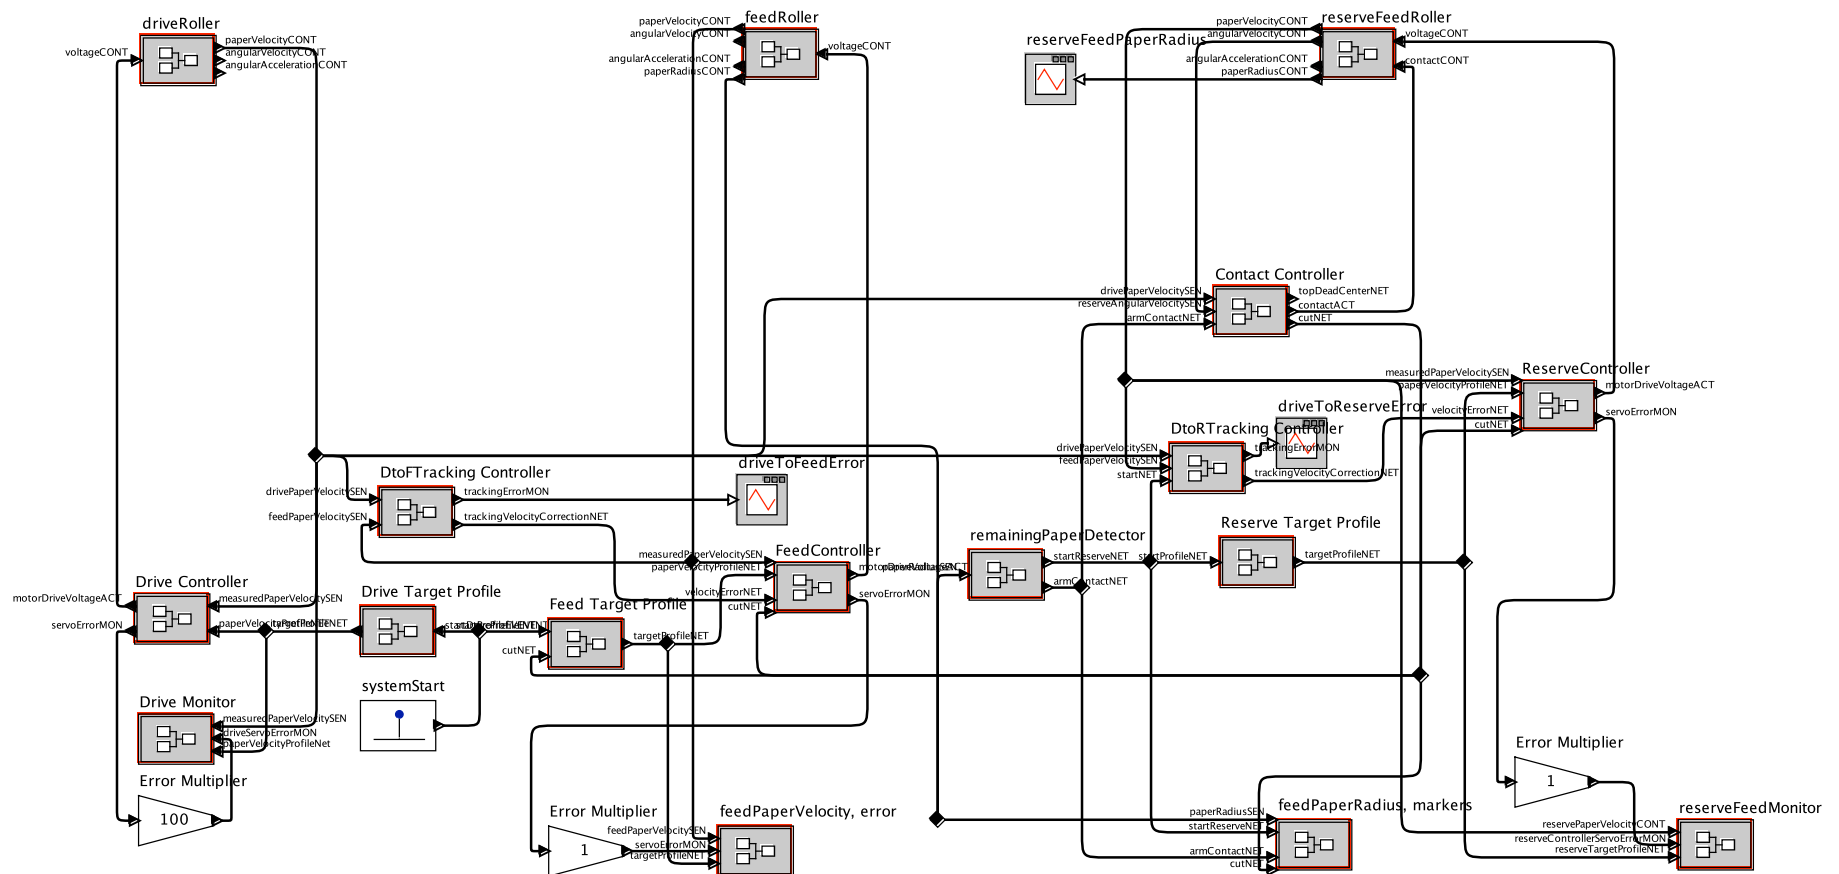 driveRoller
voltageCONT
paperVelocityCONT
angularVelocityCONT
angularAccelerationCONT
feedRoller
paperVelocityCONT
angularVelocityCONT
angularAccelerationCONT
paperRadiusCONT
voltageCONT
reserveFeedRoller
paperVelocityCONT
angularVelocityCONT
angularAccelerationCONT
paperRadiusCONT
voltageCONT
contactCONT
reserveFeedPaperRadius
Contact Controller
drivePaperVelocitySEN
reserveAngularVelocitySEN
armContactNET
topDeadCenterNET
contactACT
cutNET
ReserveController
measuredPaperVelocitySEN
paperVelocityProfileNET
velocityErrorNET
cutNET
motorDriveVoltageACT
servoErrorMON
driveToReserveError
DtoRTracking Controller
drivePaperVelocitySEN
feedPaperVelocitySEN
startNET
trackingErrorMON
trackingVelocityCorrectionNET
DtoFTracking Controller
drivePaperVelocitySEN
feedPaperVelocitySEN
trackingErrorMON
trackingVelocityCorrectionNET
driveToFeedError
Reserve Target Profile
startProfileNET
targetProfileNET
remainingPaperDetector
startReserveNET
armContactNET
FeedController
measuredPaperVelocitySEN
paperVelocityProfileNET
velocityErrorNET
cutNET
servoErrorMON
Drive Controller
motorDriveVoltageACT
servoErrorMON
measuredPaperVelocitySEN
Drive Target Profile
Feed Target Profile
cutNET
targetProfileNET
systemStart
Drive Monitor
measuredPaperVelocitySEN
driveServoErrorMON
paperVelocityProfileNet
Error Multiplier
100
Error Multiplier
1
feedPaperVelocity, error
feedPaperVelocitySEN
servoErrorMON
targetProfileNET
feedPaperRadius, markers
paperRadiusSEN
startReserveNET
armContactNET
cutNET
Error Multiplier
1
reserveFeedMonitor
reservePaperVelocityCONT
reserveControllerServoErrorMON
reserveTargetProfileNET